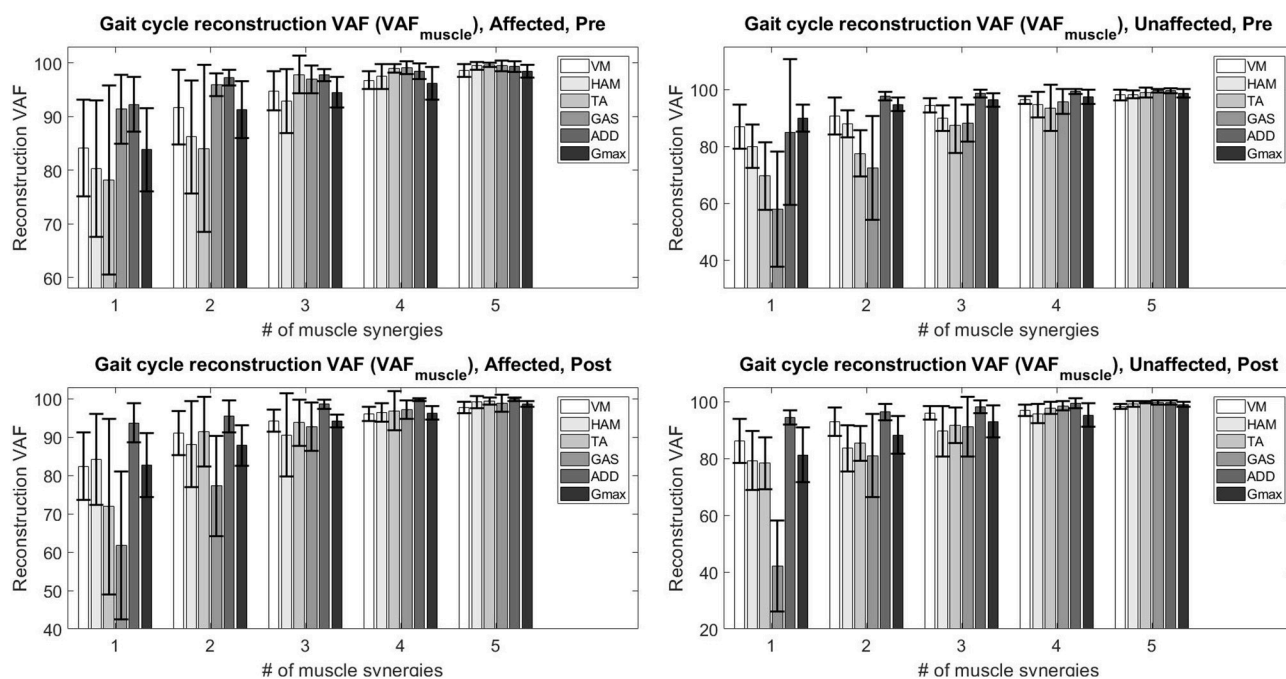 Gait cycle reconstruction VAF (VAF_muscle), Affected, Pre
Reconstruction VAF
100
90
80
70
60
VM
HAM
TA
GAS
ADD
Gmax
1 2 3 4 5
# of muscle synergies
Gait cycle reconstruction VAF (VAF_muscle), Unaffected, Pre
Reconstruction VAF
100
80
60
40
VM
HAM
TA
GAS
ADD
Gmax
1 2 3 4 5
# of muscle synergies
Gait cycle reconstruction VAF (VAF_muscle), Affected, Post
Reconstruction VAF
100
90
80
70
60
50
40
VM
HAM
TA
GAS
ADD
Gmax
1 2 3 4 5
# of muscle synergies
Gait cycle reconstruction VAF (VAF_muscle), Unaffected, Post
Reconstruction VAF
100
80
60
40
20
VM
HAM
TA
GAS
ADD
Gmax
1 2 3 4 5
# of muscle synergies